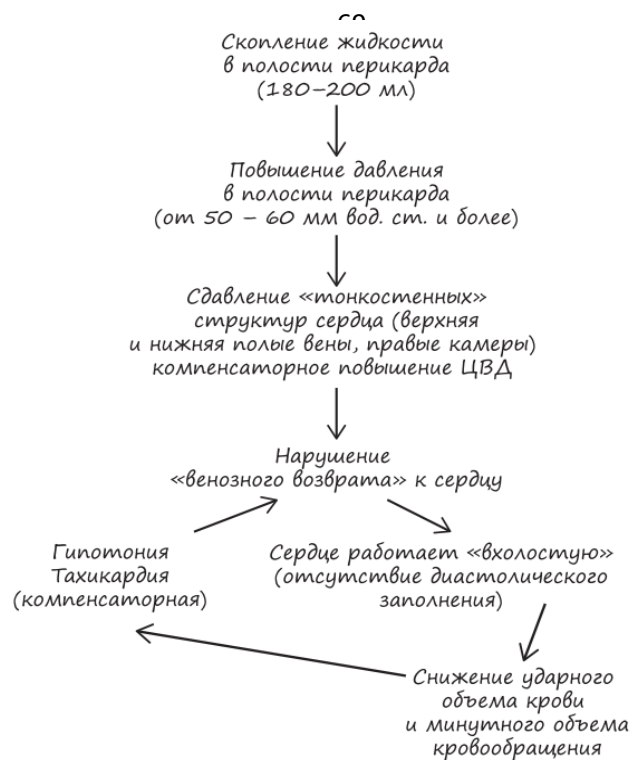 Скопление жидкости
в полости перикарда
(180–200 мл)
Повышение давления
в полости перикарда
(от 50 – 60 мм вод. ст. и более)
Сдавление «тонкостенных»
структур сердца (верхняя
и нижняя полые вены, правые камеры)
компенсаторное повышение ЦВД
Нарушение
«венозного возврата» к сердцу
Гипотония
Тахикардия
(компенсаторная)
Сердце работает «вхолостую»
(отсутствие диастолического
заполнения)
Снижение ударного
объема крови
и минутного объема
кровообращения